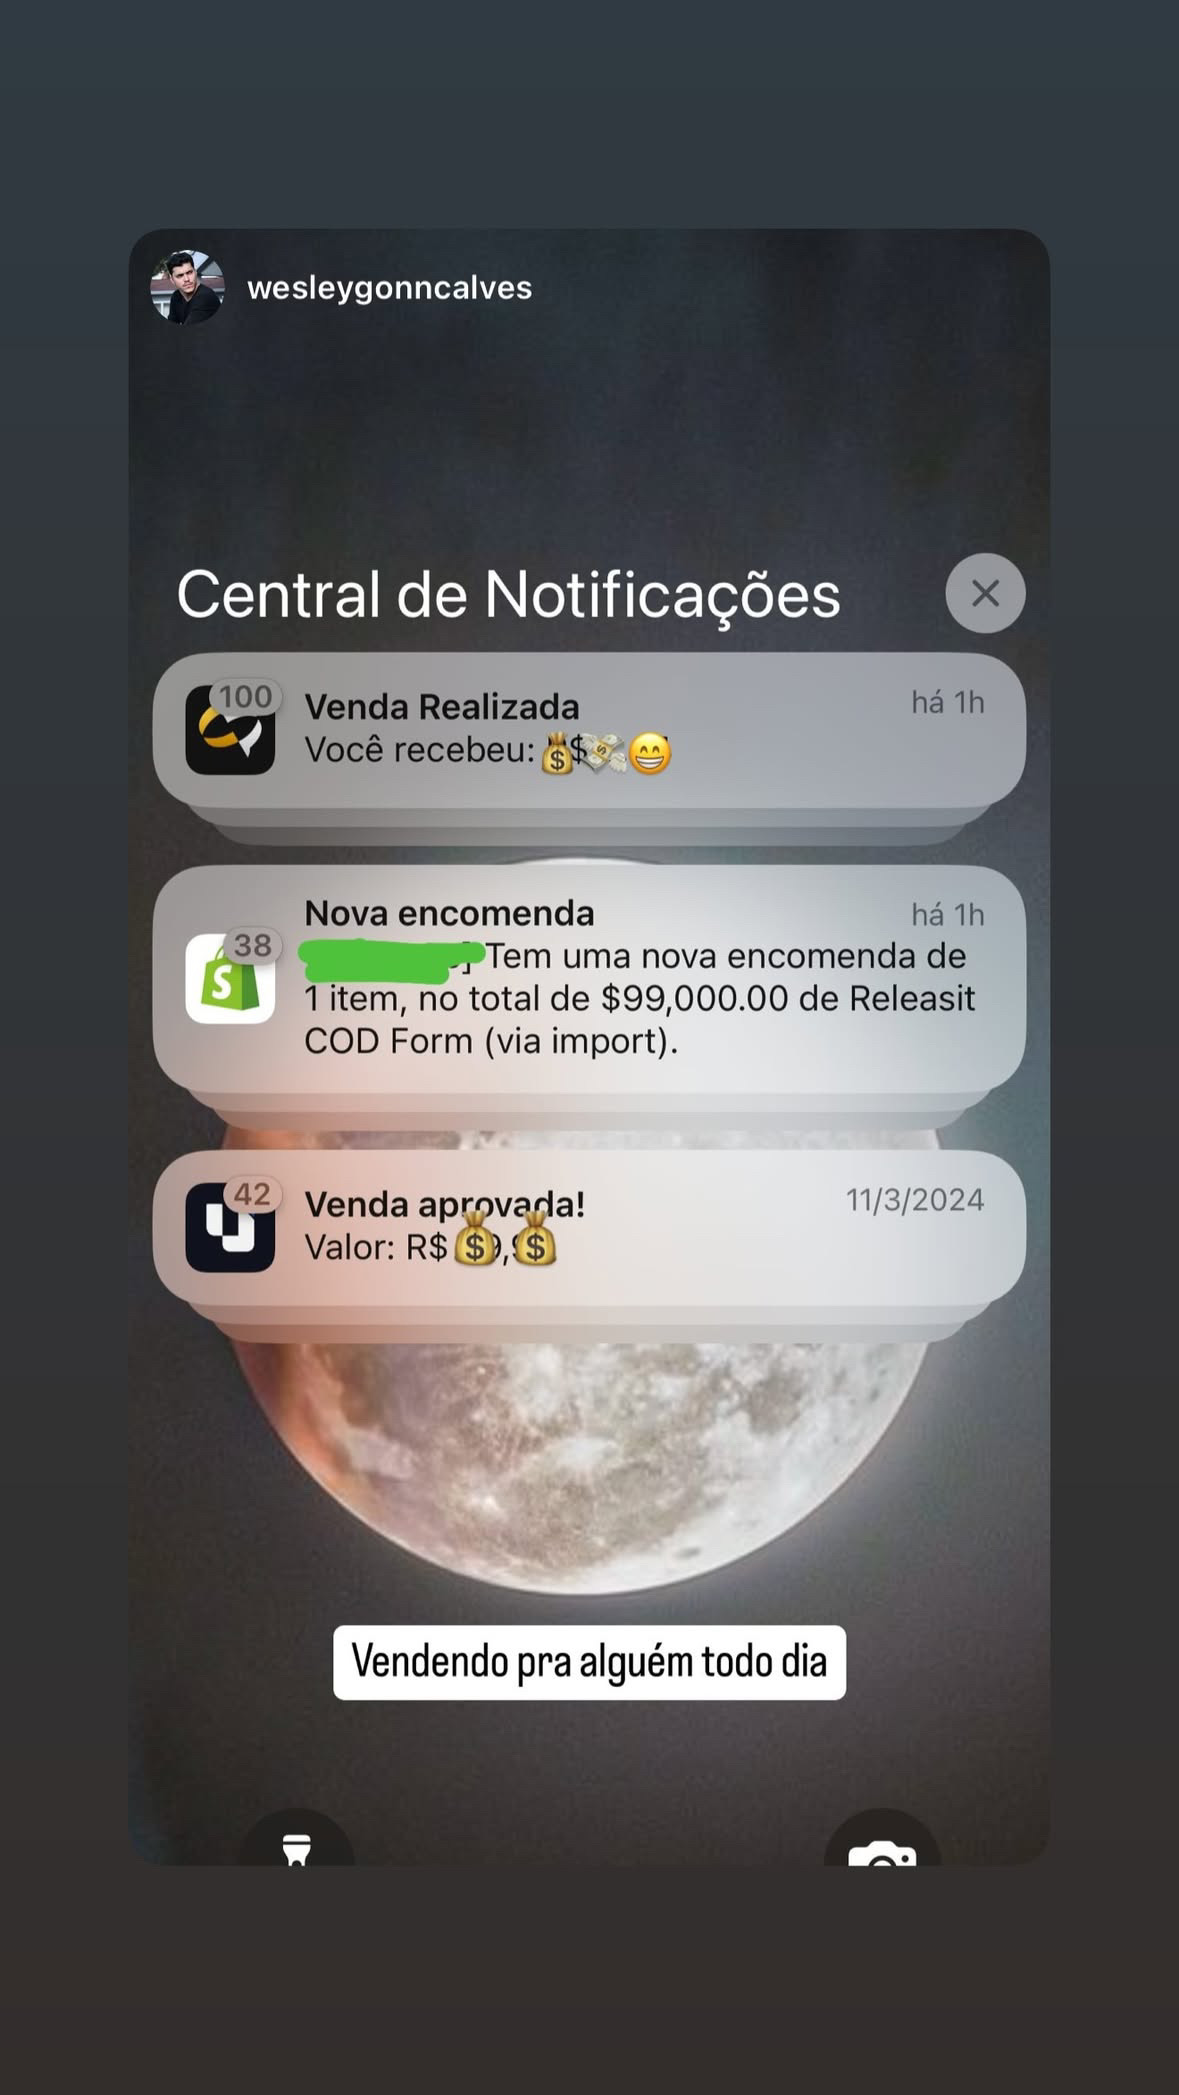 wesleygonncalves
Central de Notificações
100
Venda Realizada
há 1h
Você recebeu: 💰$💸😁
38
Nova encomenda
há 1h
] Tem uma nova encomenda de
1 item, no total de $99,000.00 de Releasit
COD Form (via import).
42
Venda aprovada!
11/3/2024
Valor: R$ 💰9,💰
Vendendo pra alguém todo dia